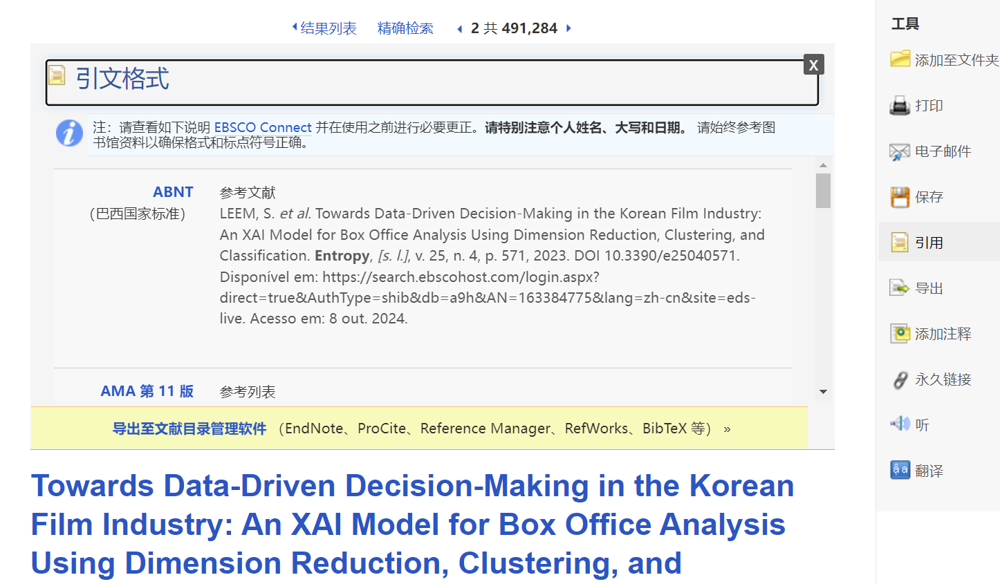 结果列表 精确检索 2 共 491,284
引文格式
X
注：请查看如下说明 EBSCO Connect 并在使用之前进行必要更正。请特别注意个人姓名、大写和日期。 请始终参考图
书馆资料以确保格式和标点符号正确。
ABNT
（巴西国家标准）
参考文献
LEEM, S. et al. Towards Data-Driven Decision-Making in the Korean Film Industry:
An XAI Model for Box Office Analysis Using Dimension Reduction, Clustering, and
Classification. Entropy, [s. l.], v. 25, n. 4, p. 571, 2023. DOI 10.3390/e25040571.
Disponível em: https://search.ebscohost.com/login.aspx?
direct=true&AuthType=shib&db=a9h&AN=163384775&lang=zh-cn&site=eds-
live. Acesso em: 8 out. 2024.
AMA 第 11 版 参考列表
导出至文献目录管理软件 （EndNote、ProCite、Reference Manager、RefWorks、BibTeX 等） »
Towards Data-Driven Decision-Making in the Korean
Film Industry: An XAI Model for Box Office Analysis
Using Dimension Reduction, Clustering, and
工具
添加至文件夹
打印
电子邮件
保存
引用
导出
添加注释
永久链接
听
翻译